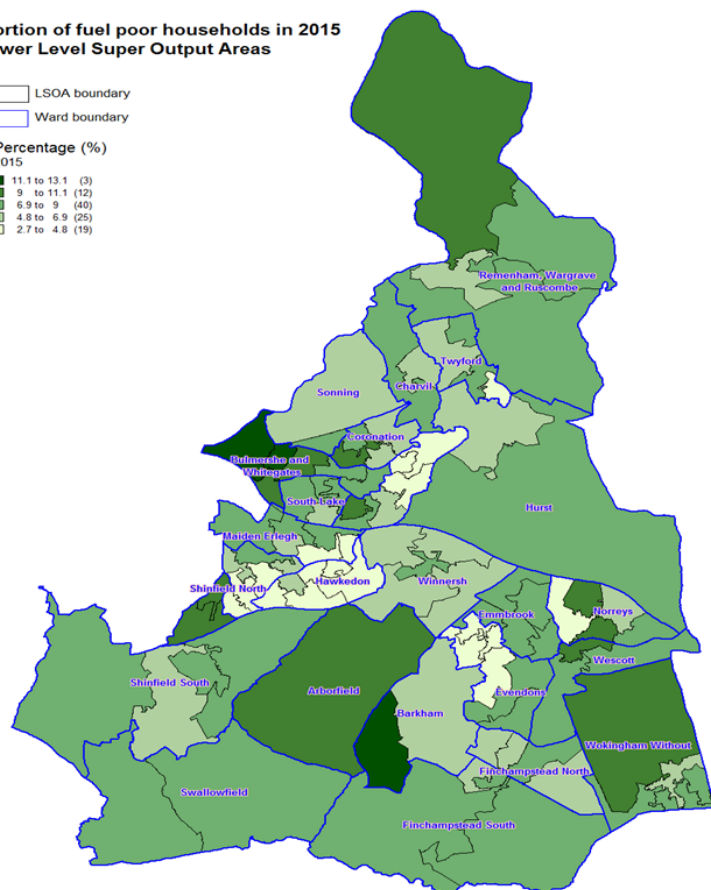 ortion of fuel poor households in 2015
wer Level Super Output Areas
LSOA boundary
Ward boundary
Percentage (%)
2015
11.1 to 13.1 (3)
9 to 11.1 (12)
6.9 to 9 (40)
4.8 to 6.9 (25)
2.7 to 4.8 (19)
Remenham, Wargrave
and Ruscombe
Twyford
Charvil
Sonning
Coronation
Bulmershe and
Whitegates
South Lake
Hurst
Maiden Erlegh
Shinfield North
Hawkedon
Winnersh
Emmbrook
Norreys
Wescott
Shinfield South
Arborfield
Evendons
Barkham
Wokingham Without
Finchampstead North
Swallowfield
Finchampstead South